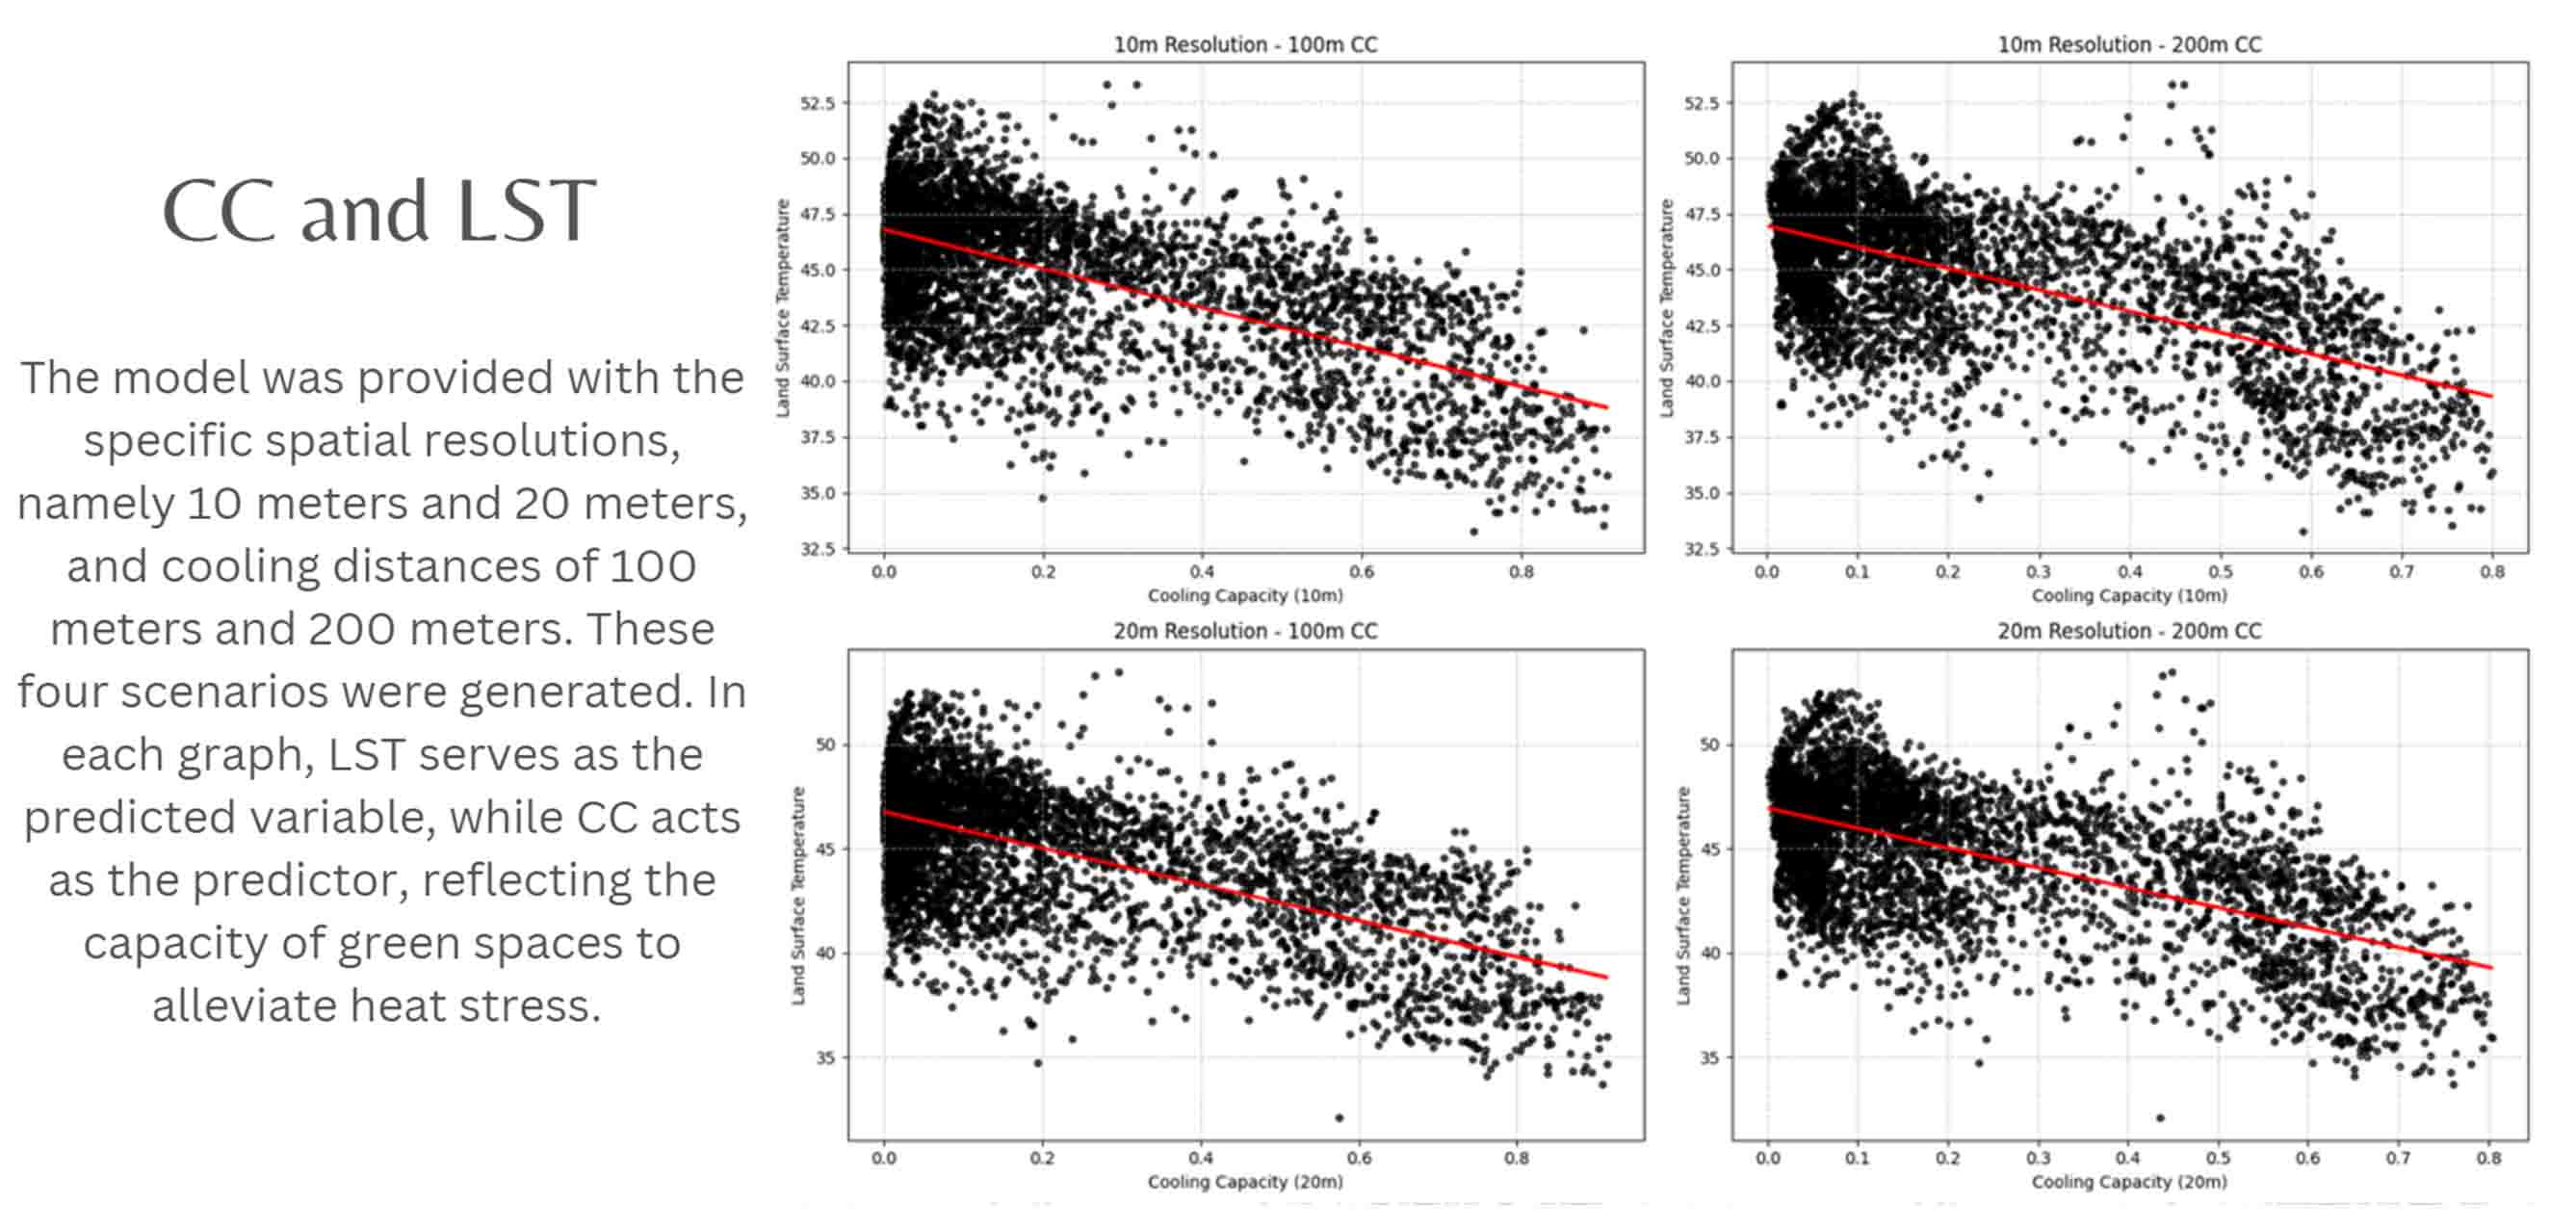 CC and LST
The model was provided with the
specific spatial resolutions,
namely 10 meters and 20 meters,
and cooling distances of 100
meters and 200 meters. These
four scenarios were generated. In
each graph, LST serves as the
predicted variable, while CC acts
as the predictor, reflecting the
capacity of green spaces to
alleviate heat stress.
10m Resolution - 100m CC
Land Surface Temperature
52.5
50.0
47.5
45.0
42.5
40.0
37.5
35.0
32.5
0.0 0.2 0.4 0.6 0.8
Cooling Capacity (10m)
10m Resolution - 200m CC
Land Surface Temperature
52.5
50.0
47.5
45.0
42.5
40.0
37.5
35.0
32.5
0.0 0.1 0.2 0.3 0.4 0.5 0.6 0.7 0.8
Cooling Capacity (10m)
20m Resolution - 100m CC
Land Surface Temperature
50
45
40
35
0.0 0.2 0.4 0.6 0.8
Cooling Capacity (20m)
20m Resolution - 200m CC
Land Surface Temperature
50
45
40
35
0.0 0.1 0.2 0.3 0.4 0.5 0.6 0.7 0.8
Cooling Capacity (20m)